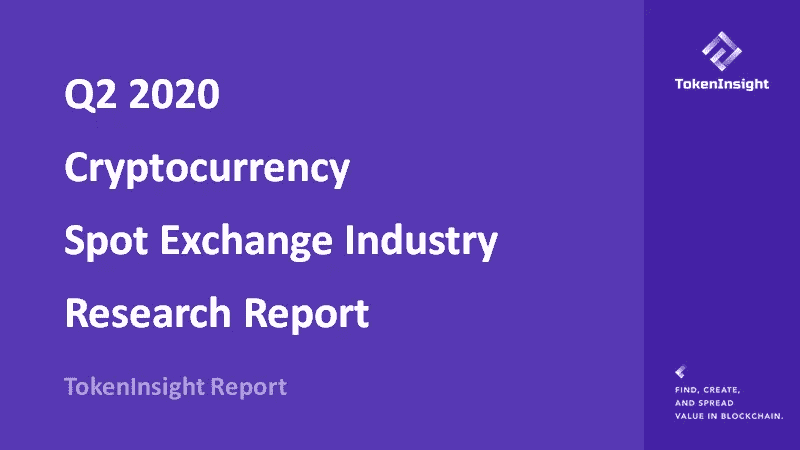 Q2 2020
Cryptocurrency
Spot Exchange Industry
Research Report
TokenInsight Report
TokenInsight
FIND, CREATE,
AND SPREAD
VALUE IN BLOCKCHAIN.